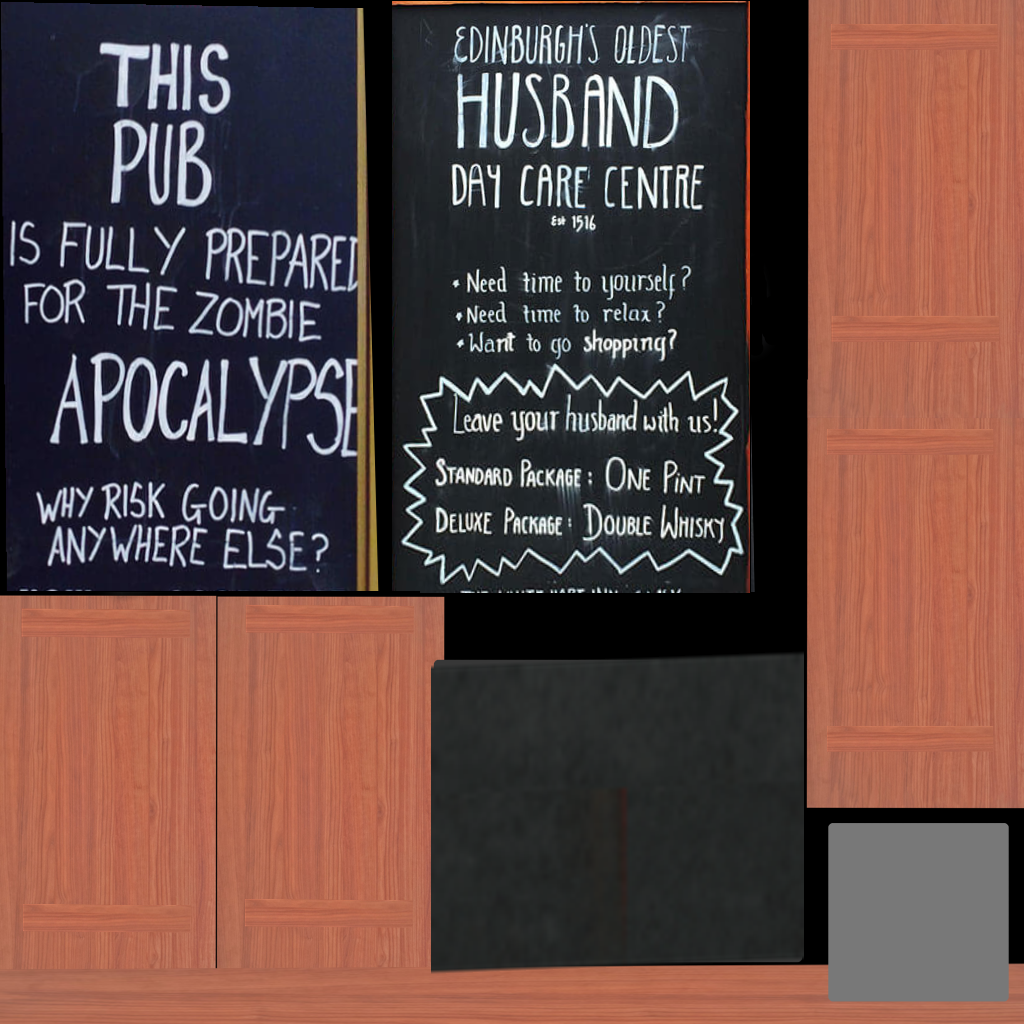 THIS
PUB
IS FULLY PREPARED
FOR THE ZOMBIE
APOCALYPSE
WHY RISK GOING
ANYWHERE ELSE?
EDINBURGH'S OLDEST
HUSBAND
DAY CARE CENTRE
Est 1516
• Need time to yourself?
• Need time to relax?
• Want to go shopping?
Leave your husband with us!
STANDARD PACKAGE: ONE PINT
DELUXE PACKAGE: DOUBLE WHISKY